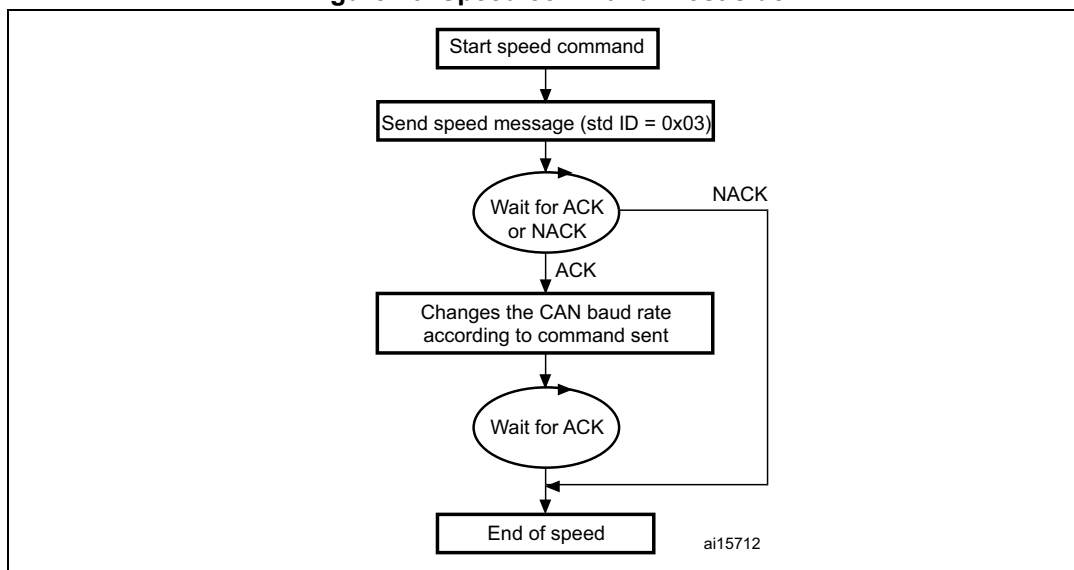 Start speed command
Send speed message (std ID = 0x03)
Wait for ACK
or NACK
NACK
ACK
Changes the CAN baud rate
according to command sent
Wait for ACK
End of speed
ai15712